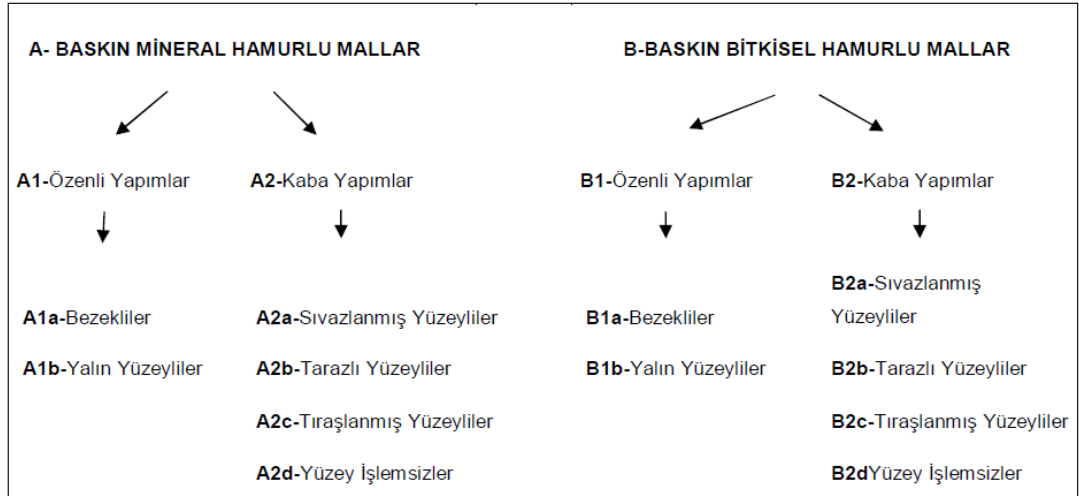 A- BASKIN MİNERAL HAMURLU MALLAR
B-BASKIN BİTKİSEL HAMURLU MALLAR
A1-Özenli Yapımlar
A2-Kaba Yapımlar
B1-Özenli Yapımlar
B2-Kaba Yapımlar
A1a-Bezekliler
A1b-Yalın Yüzeyliler
A2a-Sıvazlanmış Yüzeyliler
A2b-Tarazlı Yüzeyliler
A2c-Tıraşlanmış Yüzeyliler
A2d-Yüzey İşlemsizler
B1a-Bezekliler
B1b-Yalın Yüzeyliler
B2a-Sıvazlanmış
Yüzeyliler
B2b-Tarazlı Yüzeyliler
B2c-Tıraşlanmış Yüzeyliler
B2dYüzey İşlemsizler